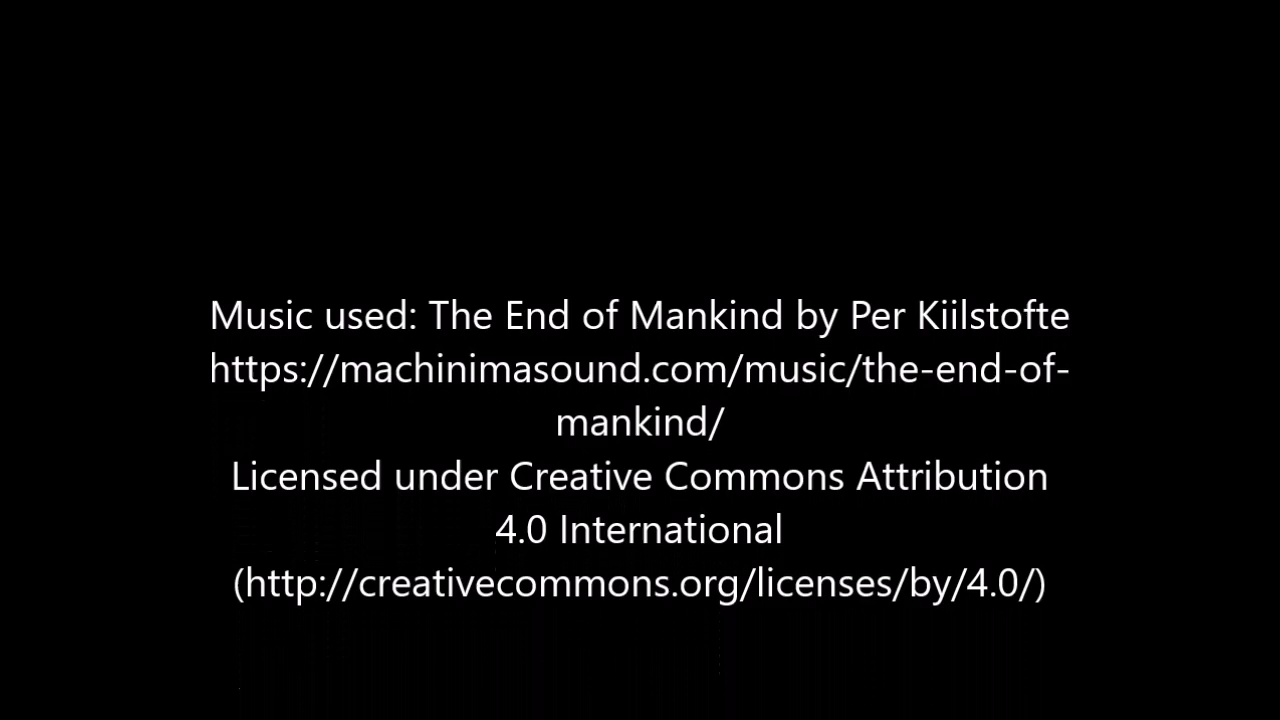 Music used: The End of Mankind by Per Kiilstofte
https://machinimasound.com/music/the-end-of-
mankind/
Licensed under Creative Commons Attribution
4.0 International
(http://creativecommons.org/licenses/by/4.0/)